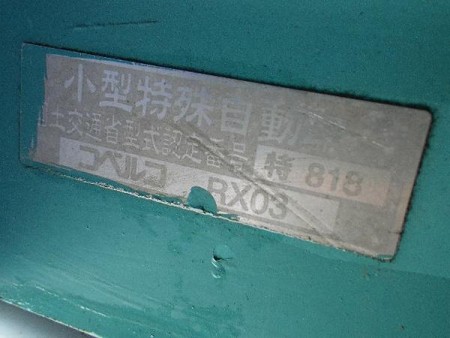 小型特殊自動
土交通省型式認定番号 特 818
コベルコ RX03